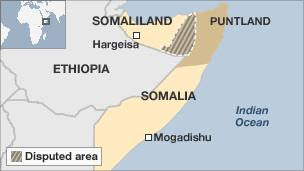 SOMALILAND
PUNTLAND
Hargeisa
ETHIOPIA
SOMALIA
Indian
Ocean
Mogadishu
Disputed area